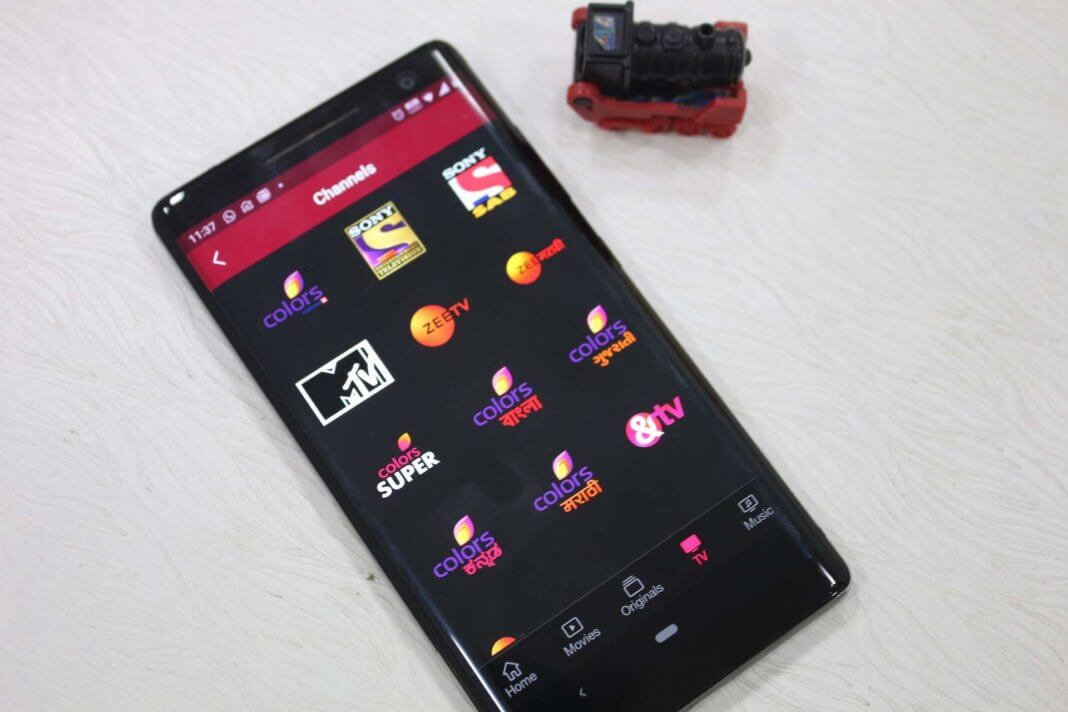 11:37
Channels
colors
SONY
TELEVISION
SONY
SAB
MTV
ZEE TV
ZEE मराठी
colors
SUPER
colors
বাংলা
colors
ગુજરાતી
colors
ಕನ್ನಡ
colors
मराठी
&tv
Home
Movies
Originals
TV
Music